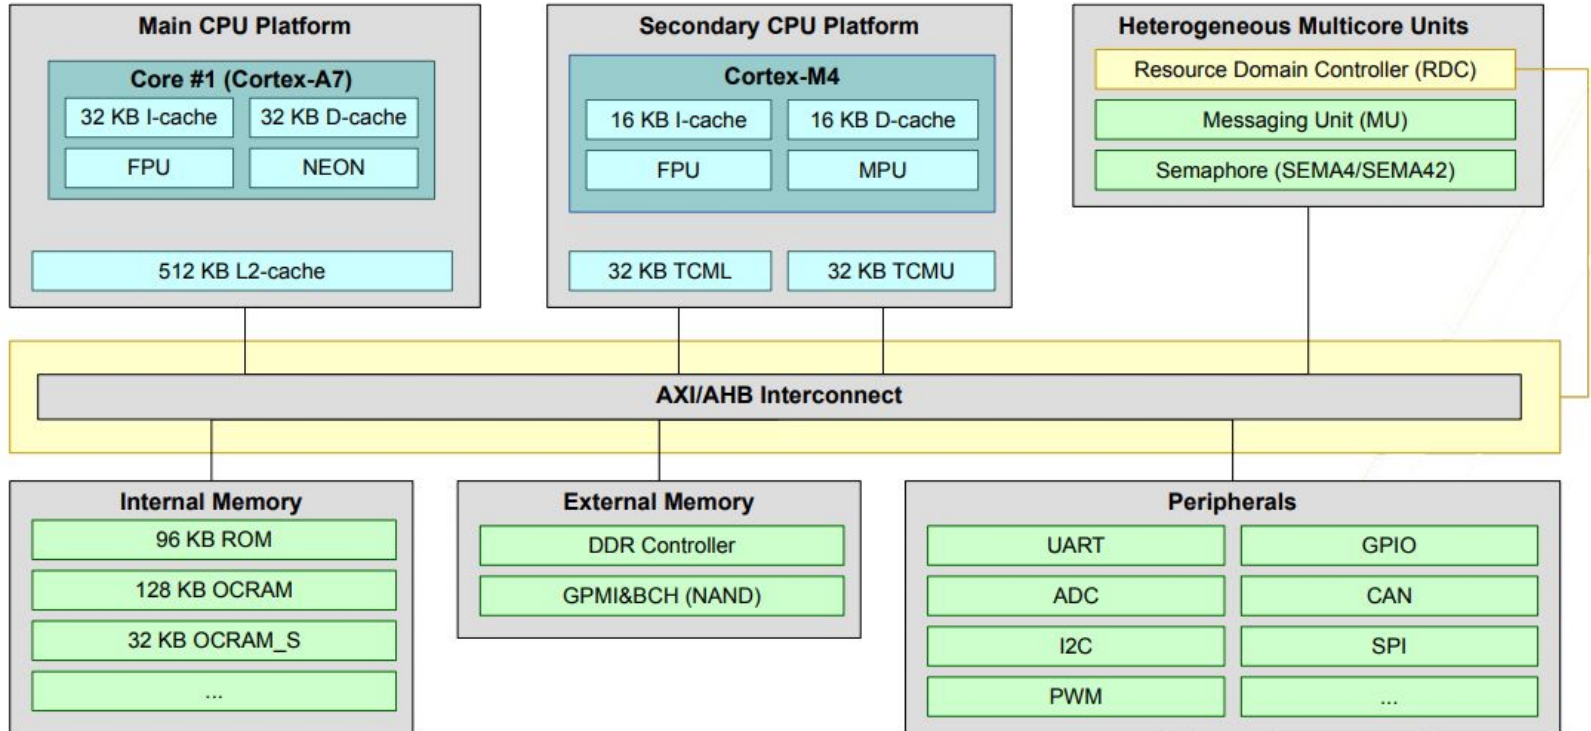 Main CPU Platform
Core #1 (Cortex-A7)
32 KB I-cache
32 KB D-cache
FPU
NEON
512 KB L2-cache
Secondary CPU Platform
Cortex-M4
16 KB I-cache
16 KB D-cache
FPU
MPU
32 KB TCML
32 KB TCMU
Heterogeneous Multicore Units
Resource Domain Controller (RDC)
Messaging Unit (MU)
Semaphore (SEMA4/SEMA42)
AXI/AHB Interconnect
Internal Memory
96 KB ROM
128 KB OCRAM
32 KB OCRAM_S
...
External Memory
DDR Controller
GPMI&BCH (NAND)
Peripherals
UART
GPIO
ADC
CAN
I2C
SPI
PWM
...